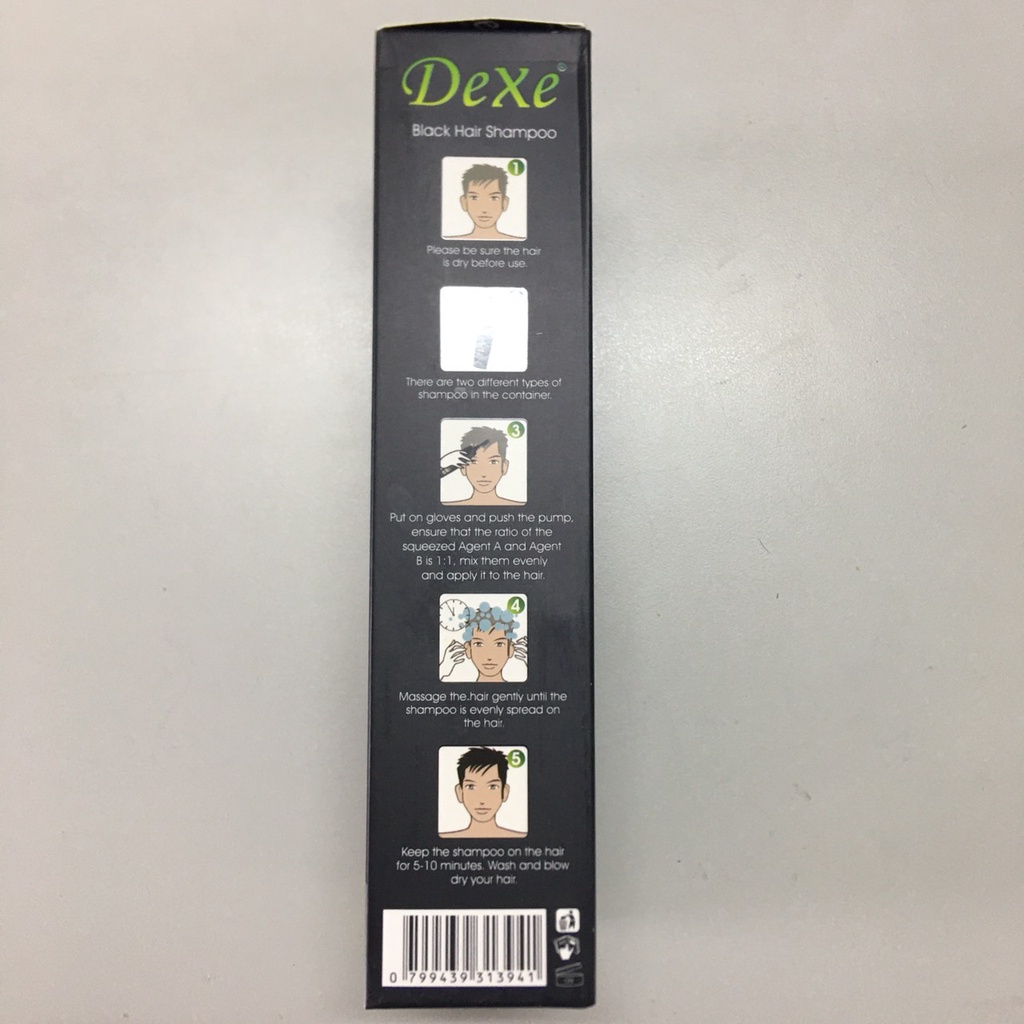 DeXe®
Black Hair Shampoo
1
Please be sure the hair
is dry before use.
There are two different types of
shampoo in the container.
3
Put on gloves and push the pump,
ensure that the ratio of the
squeezed Agent A and Agent
B is 1:1, mix them evenly
and apply it to the hair.
4
Massage the.hair gently until the
shampoo is evenly spread on
the hair.
5
Keep the shampoo on the hair
for 5-10 minutes. Wash and blow
dry your hair.
0 799439 313941